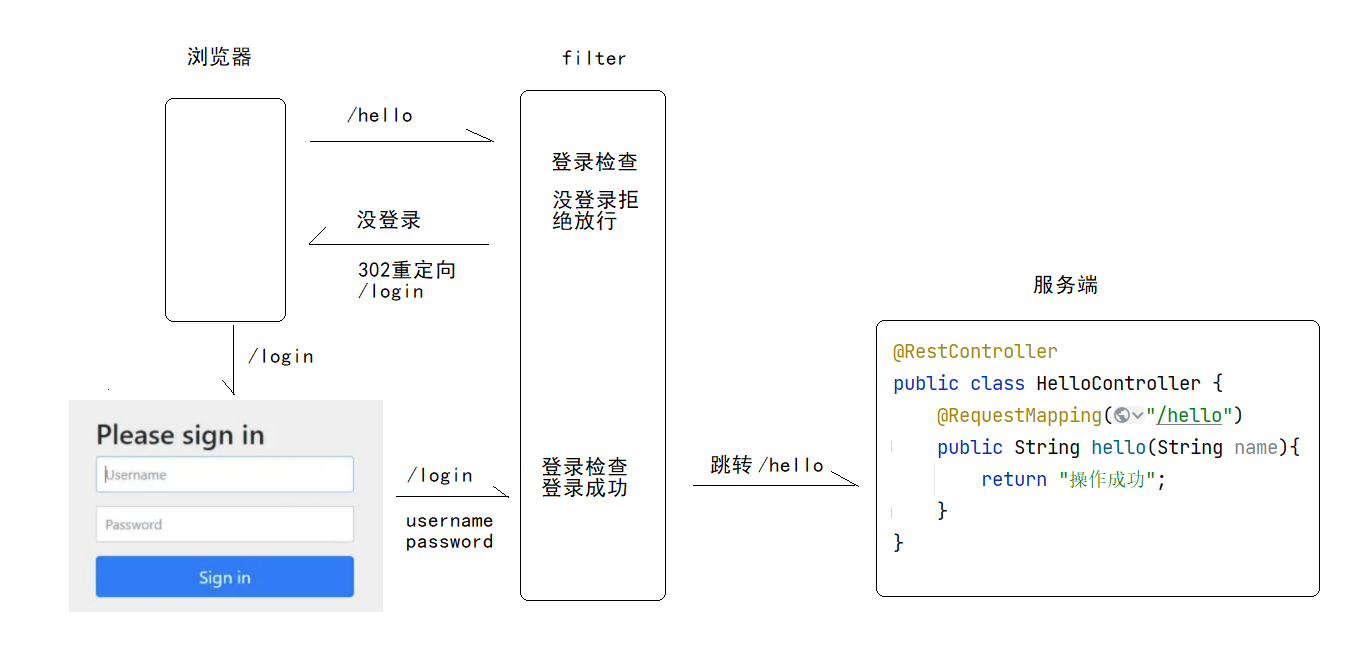 浏览器
filter
/hello
登录检查
没登录拒
绝放行
没登录
302重定向
/login
/login
服务端
Please sign in
Username
Password
Sign in
/login
username
password
登录检查
登录成功
跳转 /hello
@RestController
public class HelloController {
@RequestMapping("/hello")
public String hello(String name){
return "操作成功";
}
}